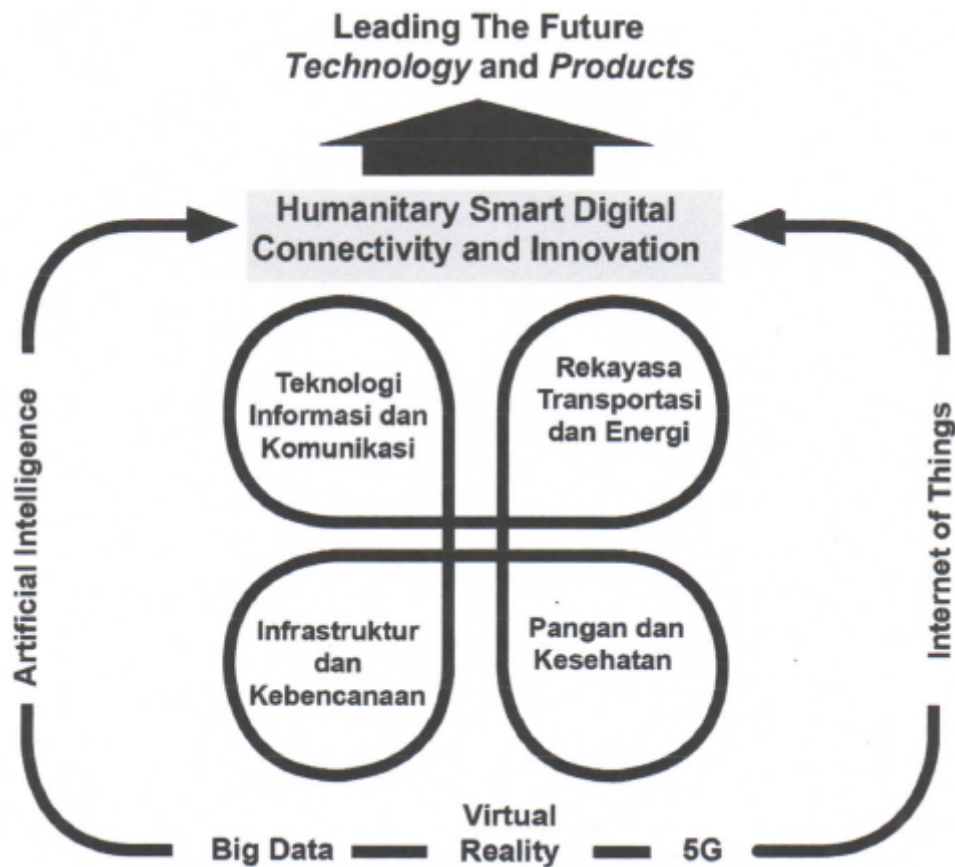 Leading The Future
Technology and Products
Humanitary Smart Digital
Connectivity and Innovation
Teknologi
Informasi dan
Komunikasi
Rekayasa
Transportasi
dan Energi
Infrastruktur
dan
Kebencanaan
Pangan dan
Kesehatan
Artificial Intelligence
Internet of Things
Big Data
Virtual
Reality
5G